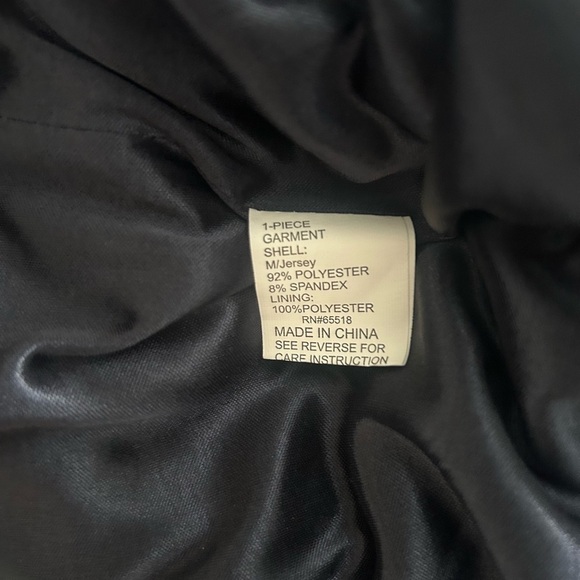 1-PIECE
GARMENT
SHELL:
M/Jersey
92% POLYESTER
8% SPANDEX
LINING:
100%POLYESTER
RN#65518
MADE IN CHINA
SEE REVERSE FOR
CARE INSTRUCTION